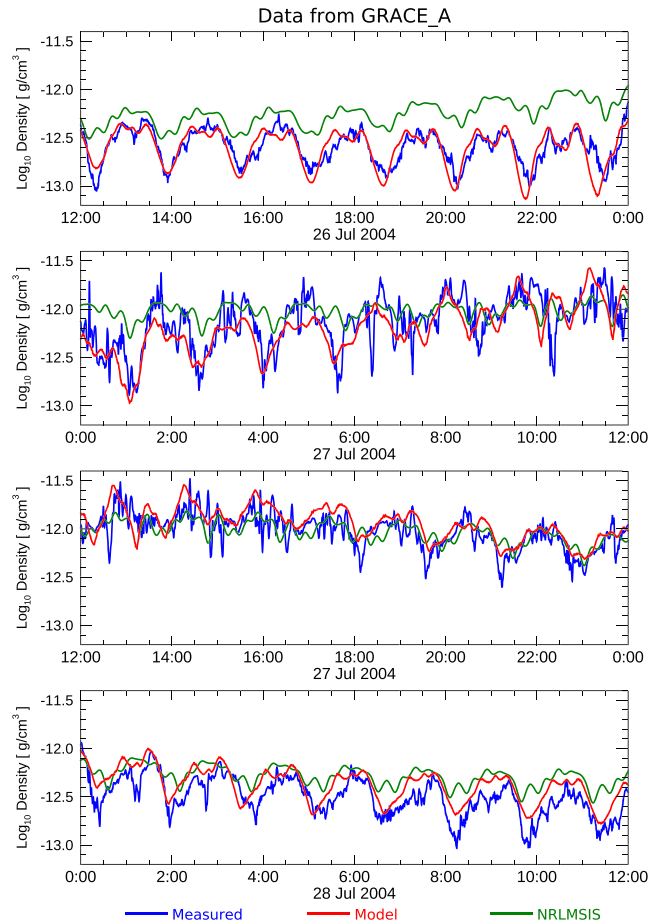 Data from GRACE_A
Log10 Density [ g/cm3 ]
-11.5
-12.0
-12.5
-13.0
12:00 14:00 16:00 18:00 20:00 22:00 0:00
26 Jul 2004
Log10 Density [ g/cm3 ]
-11.5
-12.0
-12.5
-13.0
0:00 2:00 4:00 6:00 8:00 10:00 12:00
27 Jul 2004
Log10 Density [ g/cm3 ]
-11.5
-12.0
-12.5
-13.0
12:00 14:00 16:00 18:00 20:00 22:00 0:00
27 Jul 2004
Log10 Density [ g/cm3 ]
-11.5
-12.0
-12.5
-13.0
0:00 2:00 4:00 6:00 8:00 10:00 12:00
28 Jul 2004
Measured Model NRLMSIS